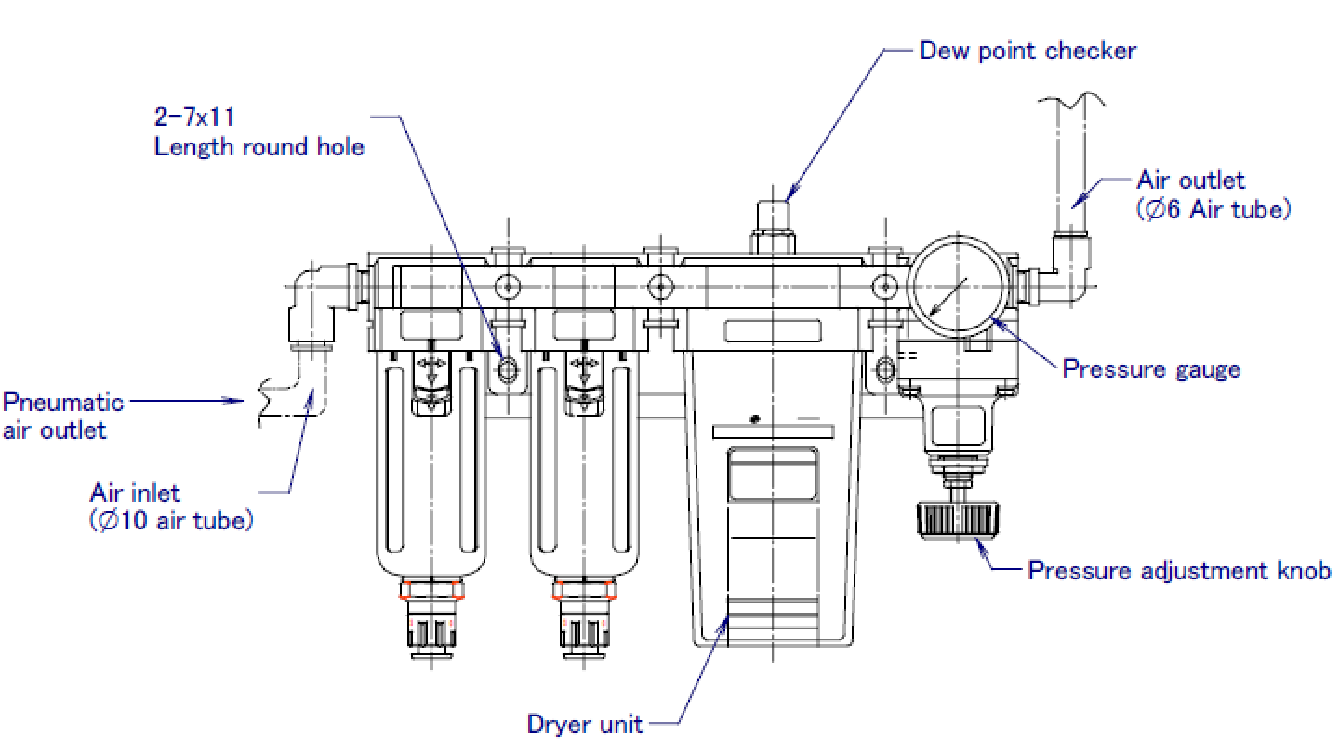 Dew point checker
2-7x11
Length round hole
Air outlet
(∅6 Air tube)
Pressure gauge
Pneumatic
air outlet
Air inlet
(∅10 air tube)
Pressure adjustment knob
Dryer unit